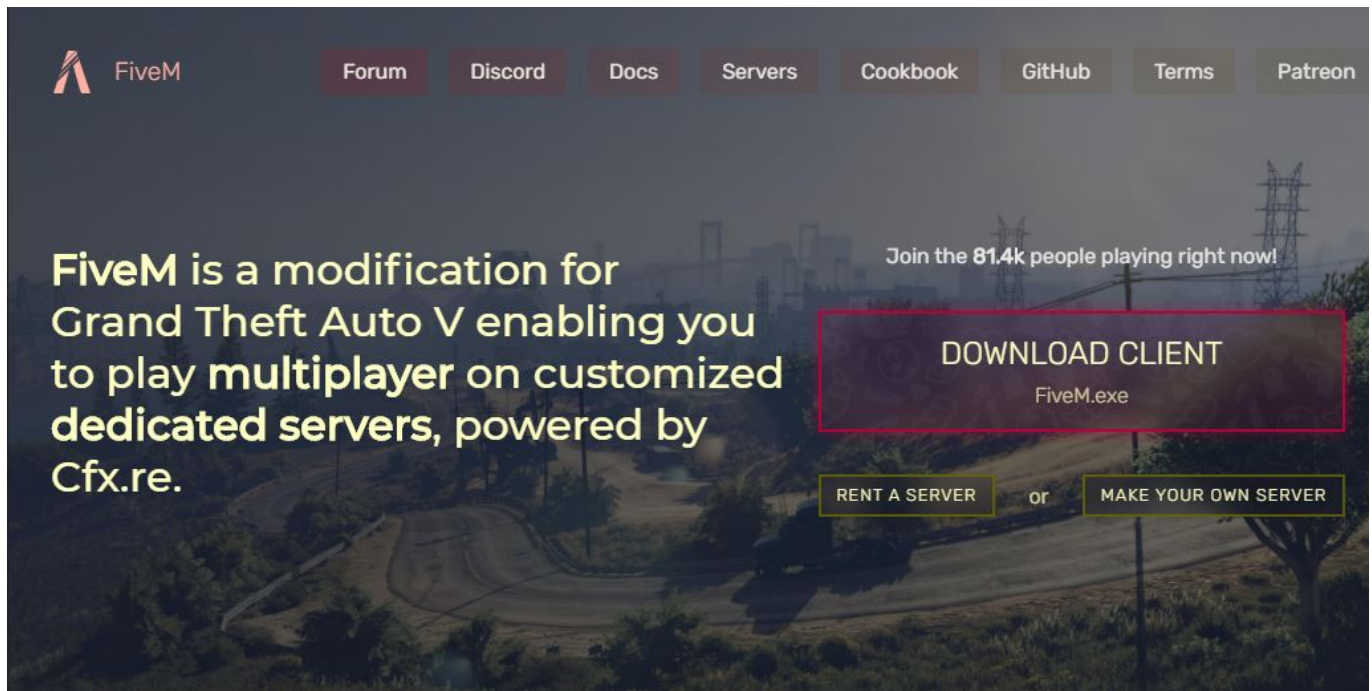 FiveM
Forum Discord Docs Servers Cookbook GitHub Terms Patreon
FiveM is a modification for
Grand Theft Auto V enabling you
to play multiplayer on customized
dedicated servers, powered by
Cfx.re.
Join the 81.4k people playing right now!
DOWNLOAD CLIENT
FiveM.exe
RENT A SERVER or MAKE YOUR OWN SERVER